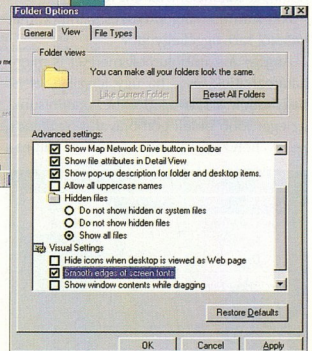 Folder Options
General View File Types
Folder views
You can make all your folders look the same.
Like Current Folder Reset All Folders
Advanced settings:
Show Map Network Drive button in toolbar
Show file attributes in Detail View
Show pop-up description for folder and desktop items.
Allow all uppercase names
Hidden files
Do not show hidden or system files
Do not show hidden files
Show all files
Visual Settings
Hide icons when desktop is viewed as Web page
Smooth edges of screen fonts
Show window contents while dragging
Restore Defaults
OK Cancel Apply